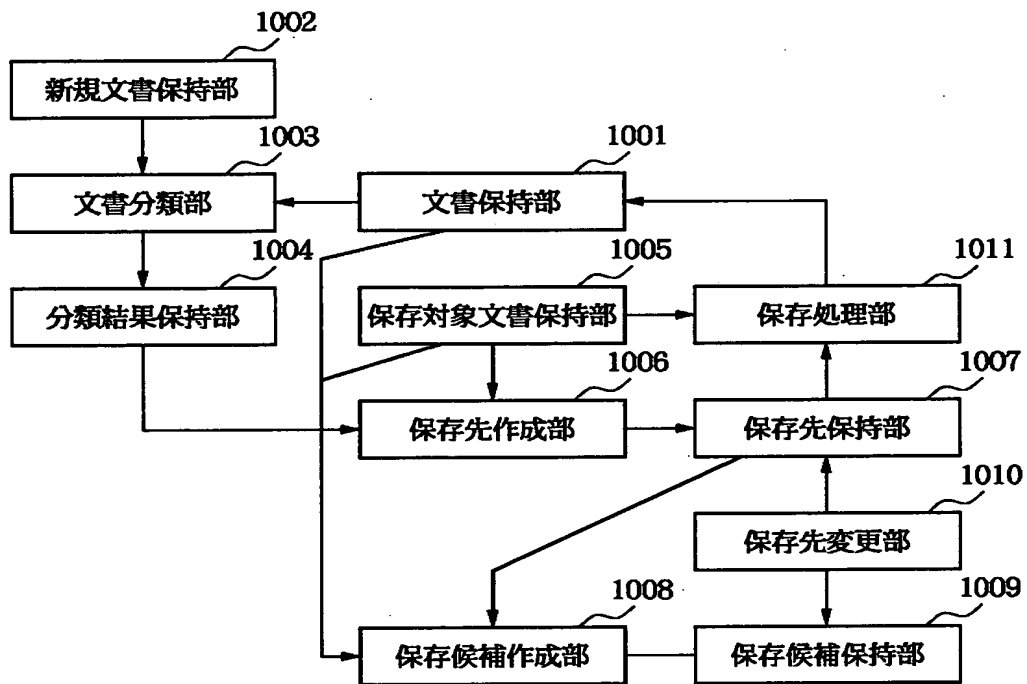 1002
新規文書保持部
1003
文書分類部
1001
文書保持部
1004
分類結果保持部
1005
保存対象文書保持部
1011
保存処理部
1006
保存先作成部
1007
保存先保持部
1010
保存先変更部
1008
保存候補作成部
1009
保存候補保持部